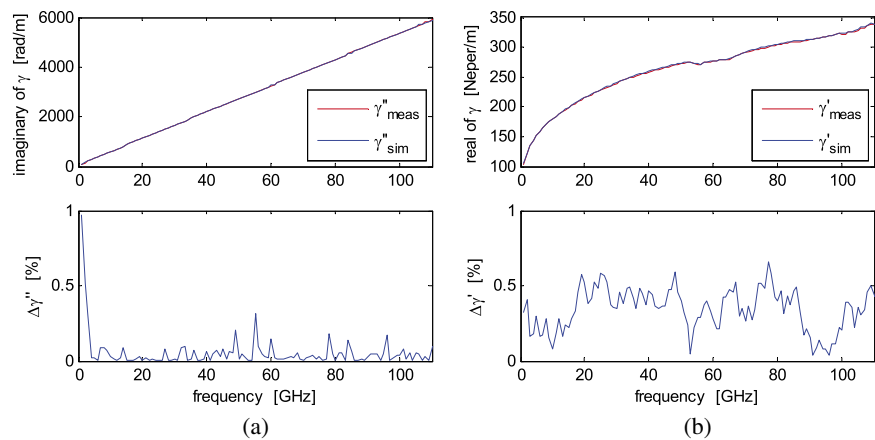 6000
4000
2000
0
imaginary of γ [rad/m]
γ''meas
γ''sim
0 20 40 60 80 100
1
0.5
0
Δγ'' [%]
0 20 40 60 80 100
frequency [GHz]
(a)
350
300
250
200
150
100
real of γ [Neper/m]
γ'meas
γ'sim
0 20 40 60 80 100
1
0.5
0
Δγ' [%]
0 20 40 60 80 100
frequency [GHz]
(b)